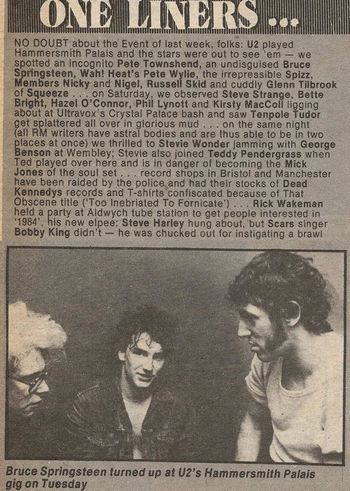 ONE LINERS ...
NO DOUBT about the Event of last week, folks: U2 played
Hammersmith Palais and the stars were out to see 'em — we
spotted an incognito Pete Townshend, an undisguised Bruce
Springsteen, Wah! Heat's Pete Wylie, the irrepressible Spizz,
Members Nicky and Nigel, Russell Skid and cuddly Glenn Tilbrook
of Squeeze . . . on Saturday, we observed Steve Strange, Bette
Bright, Hazel O'Connor, Phil Lynott and Kirsty MacColl ligging
about at Ultravox's Crystal Palace bash and saw Tenpole Tudor
get splattered all over in glorious mud . . . on the same night
(all RM writers have astral bodies and are thus able to be in two
places at once) we thrilled to Stevie Wonder jamming with George
Benson at Wembley; Stevie also joined Teddy Pendergrass when
Ted played over here and is in danger of becoming the Mick
Jones of the soul set . . . record shops in Bristol and Manchester
have been raided by the police and had their stocks of Dead
Kennedys records and T-shirts confiscated because of That
Obscene title ('Too Inebriated To Fornicate') . . . Rick Wakeman
held a party at Aldwych tube station to get people interested in
'1984', his new elpee; Steve Harley hung about, but Scars singer
Bobby King didn't — he was chucked out for instigating a brawl
Bruce Springsteen turned up at U2's Hammersmith Palais
gig on Tuesday